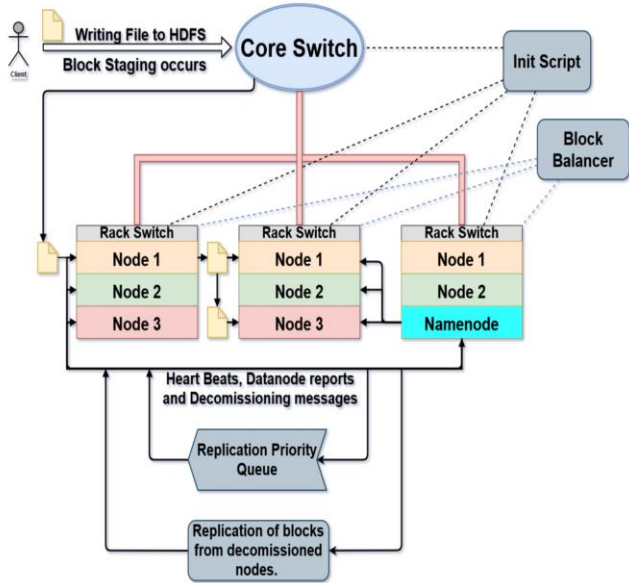 Client
Writing File to HDFS
Block Staging occurs
Core Switch
Init Script
Block
Balancer
Rack Switch
Node 1
Node 2
Node 3
Rack Switch
Node 1
Node 2
Node 3
Rack Switch
Node 1
Node 2
Namenode
Heart Beats, Datanode reports
and Decomissioning messages
Replication Priority
Queue
Replication of blocks
from decomissioned
nodes.